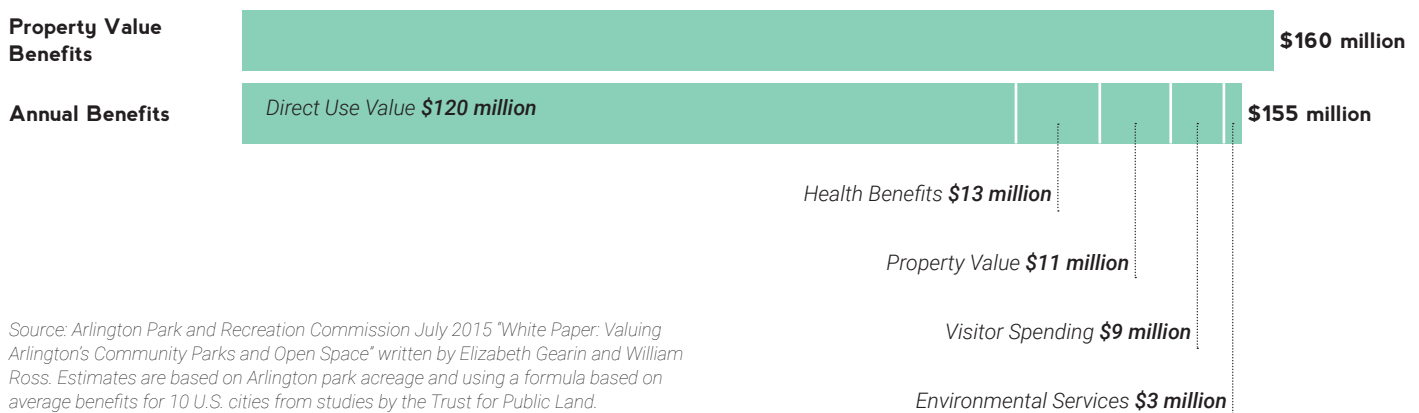 Property Value
Benefits
$160 million
Annual Benefits
Direct Use Value $120 million
$155 million
Health Benefits $13 million
Property Value $11 million
Visitor Spending $9 million
Environmental Services $3 million
Source: Arlington Park and Recreation Commission July 2015 "White Paper: Valuing
Arlington's Community Parks and Open Space" written by Elizabeth Gearin and William
Ross. Estimates are based on Arlington park acreage and using a formula based on
average benefits for 10 U.S. cities from studies by the Trust for Public Land.